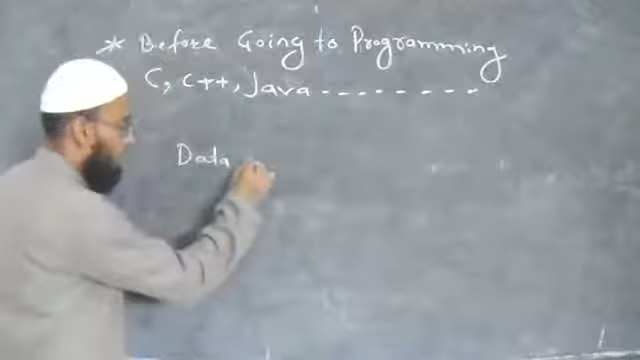 * Before Going to Programming
C, C++, Java --------
Data